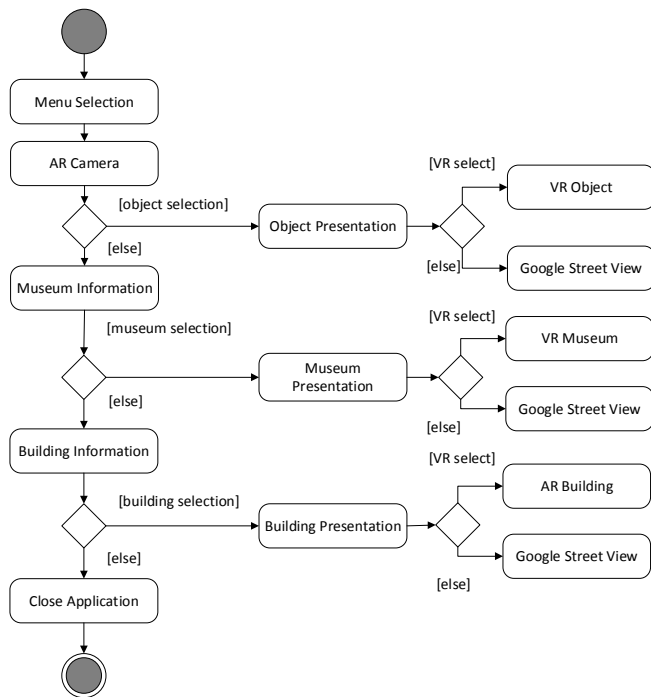 Menu Selection
AR Camera
[VR select]
VR Object
[object selection]
Object Presentation
[else]
[else]
Google Street View
Museum Information
[VR select]
[museum selection]
VR Museum
Museum
Presentation
[else]
Google Street View
[else]
Building Information
[VR select]
AR Building
[building selection]
Building Presentation
[else]
Google Street View
[else]
Close Application